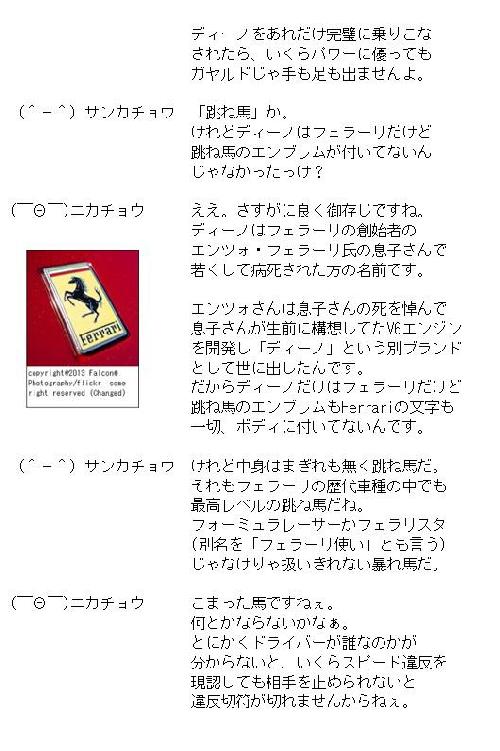 ディーノをあれだけ完璧に乗りこな
されたら、いくらパワーに優っても
ガヤルドじゃ手も足も出ませんよ。
(＾－＾) サンカチョウ 「跳ね馬」か。
けれどディーノはフェラーリだけど
跳ね馬のエンブレムが付いてないん
じゃなかったっけ？
(￣Θ￣)ニカチョウ ええ。さすがに良く御存じですね。
ディーノはフェラーリの創始者の
エンツォ・フェラーリ氏の息子さんで
若くして病死された方の名前です。
Ferrari
copyright@2013 Falcon®
Photography/flickr some
right reserved (Changed)
エンツォさんは息子さんの死を悼んで
息子さんが生前に構想してたV6エンジン
を開発し「ディーノ」という別ブランド
として世に出したんです。
だからディーノだけはフェラーリだけど
跳ね馬のエンブレムもFerrariの文字も
一切、ボディに付いてないんです。
(＾－＾) サンカチョウ けれど中身はまぎれも無く跳ね馬だ。
それもフェラーリの歴代車種の中でも
最高レベルの跳ね馬だね。
フォーミュラレーサーかフェラリスタ
(別名を「フェラーリ使い」とも言う)
じゃなけりゃ扱いきれない暴れ馬だ。
(￣Θ￣)ニカチョウ こまった馬ですねぇ。
何とかならないかなぁ。
とにかくドライバーが誰なのかが
分からないと、いくらスピード違反を
現認しても相手を止められないと
違反切符が切れませんからねぇ。